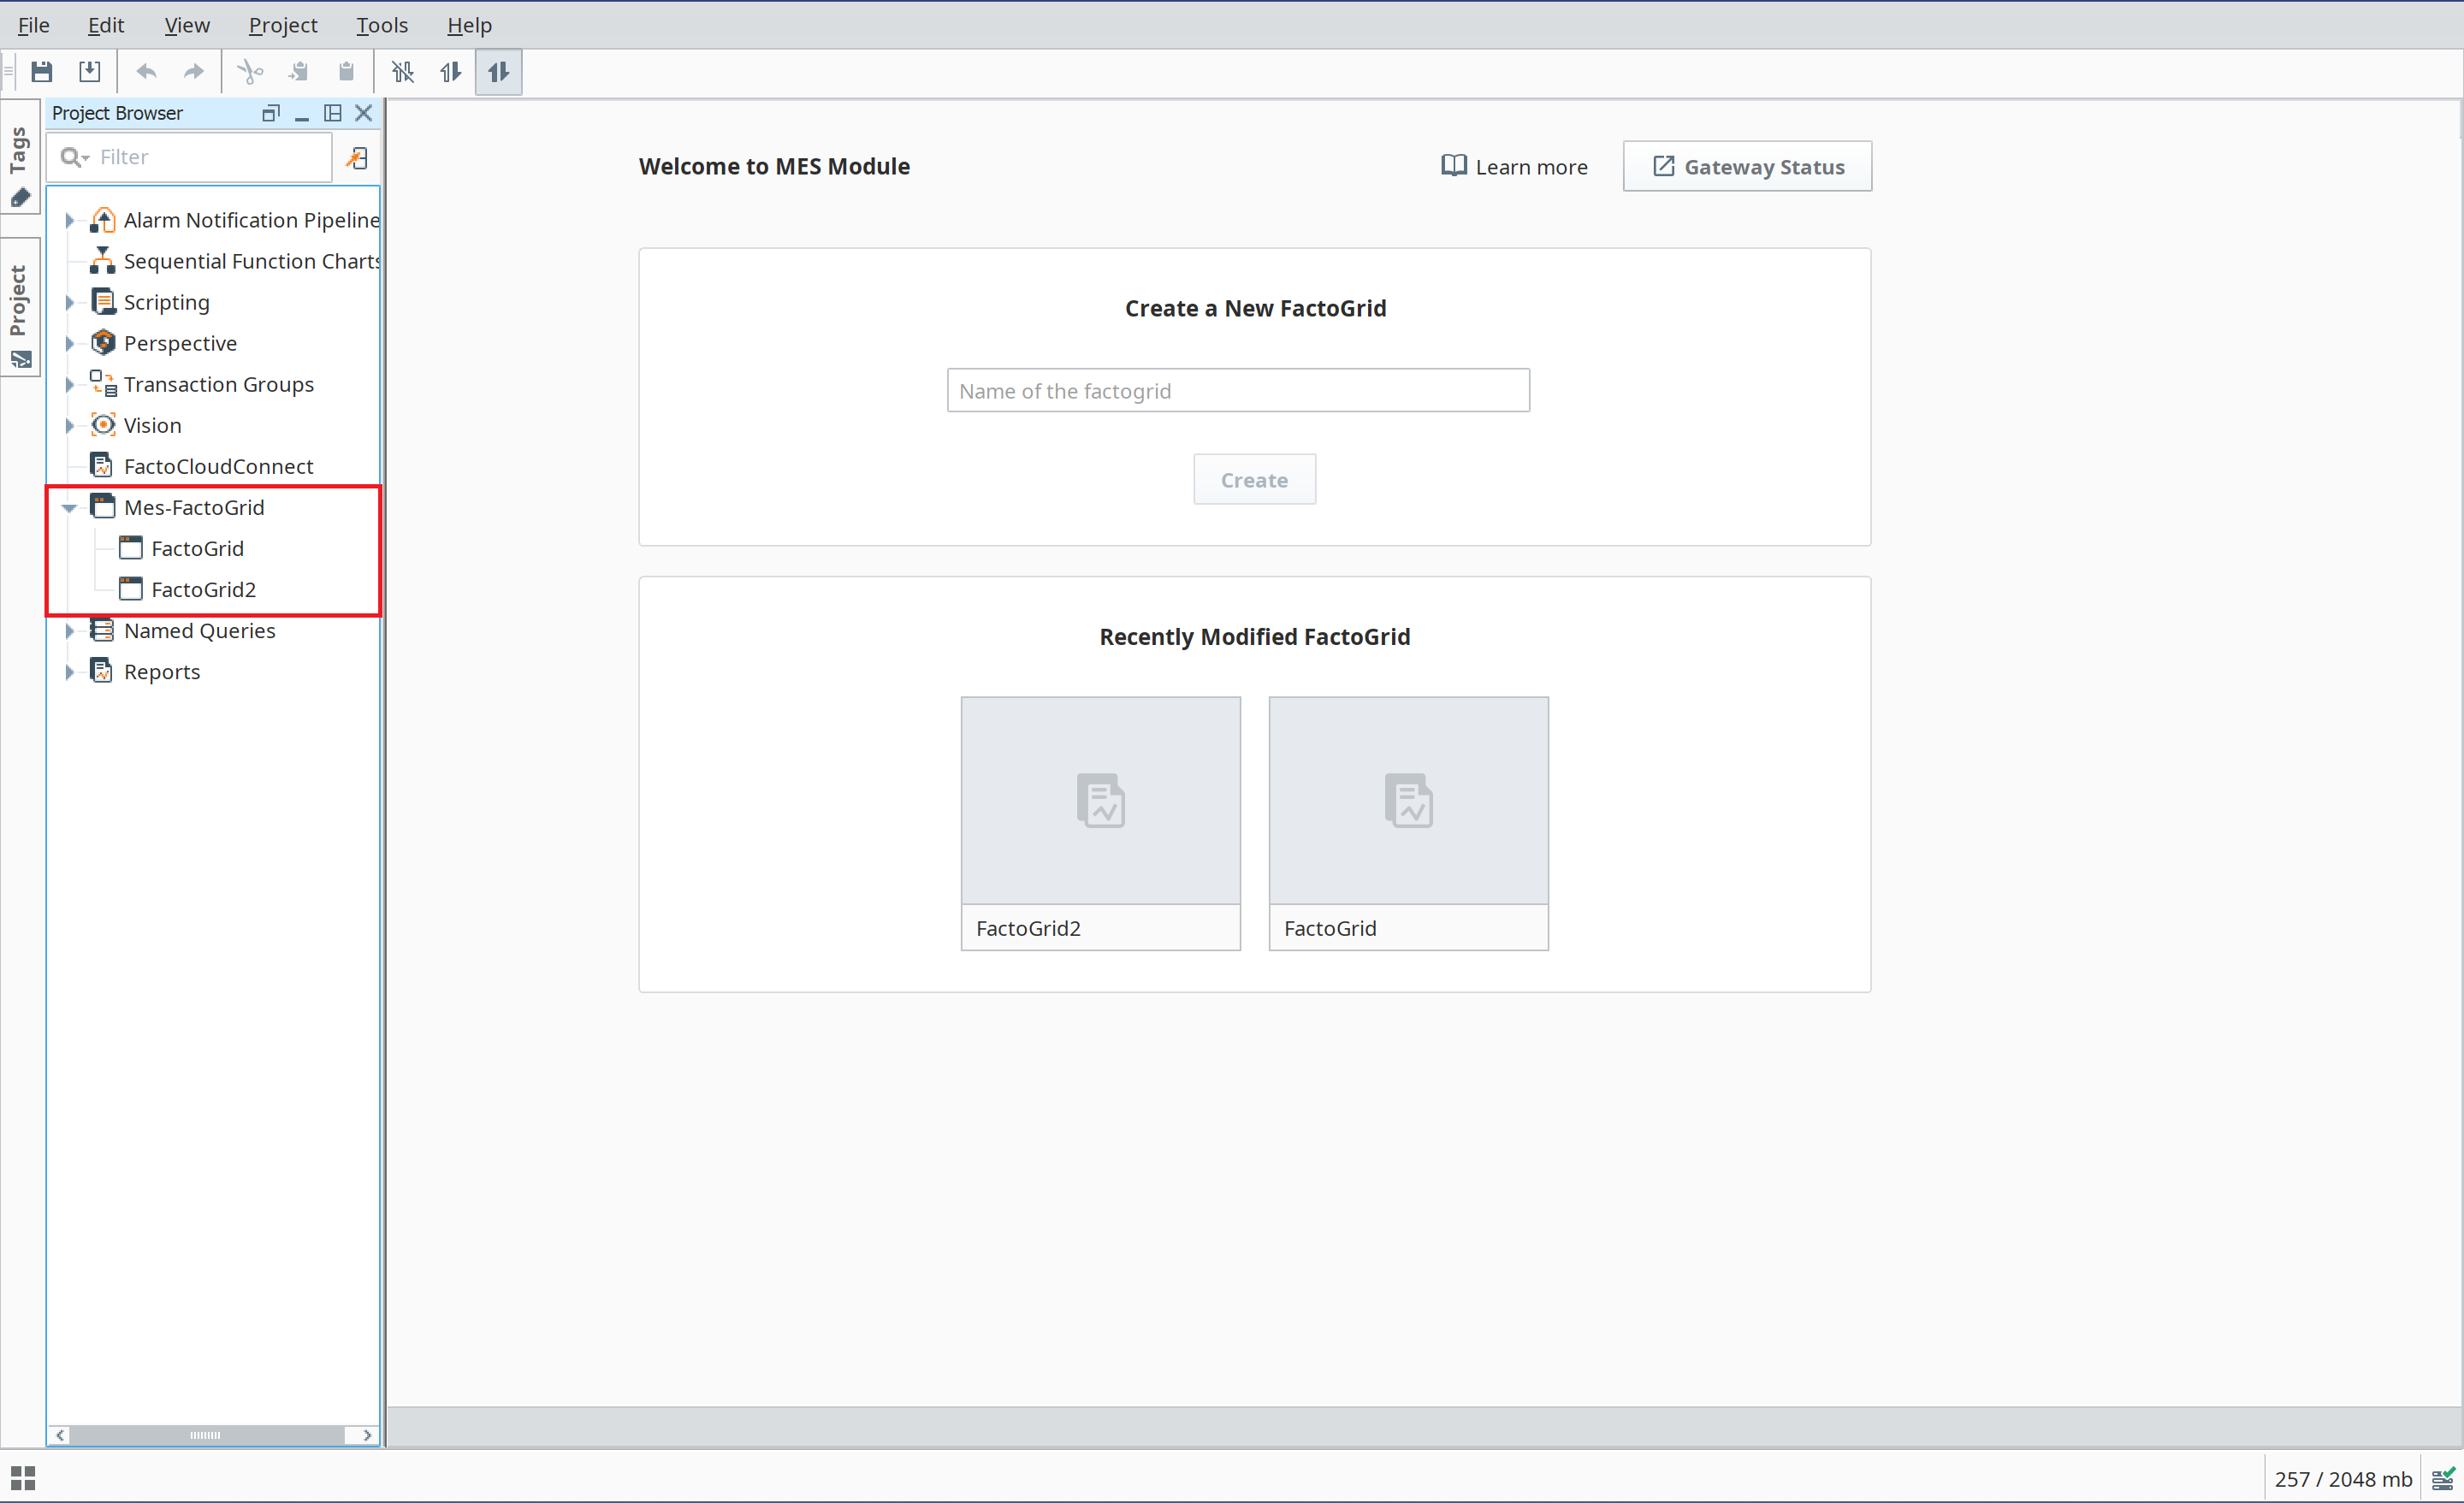 File Edit View Project Tools Help
Tags
Project
Project Browser
Filter
Alarm Notification Pipeline
Sequential Function Charts
Scripting
Perspective
Transaction Groups
Vision
FactoCloudConnect
Mes-FactoGrid
FactoGrid
FactoGrid2
Named Queries
Reports
Welcome to MES Module
Learn more
Gateway Status
Create a New FactoGrid
Name of the factogrid
Create
Recently Modified FactoGrid
FactoGrid2
FactoGrid
257 / 2048 mb